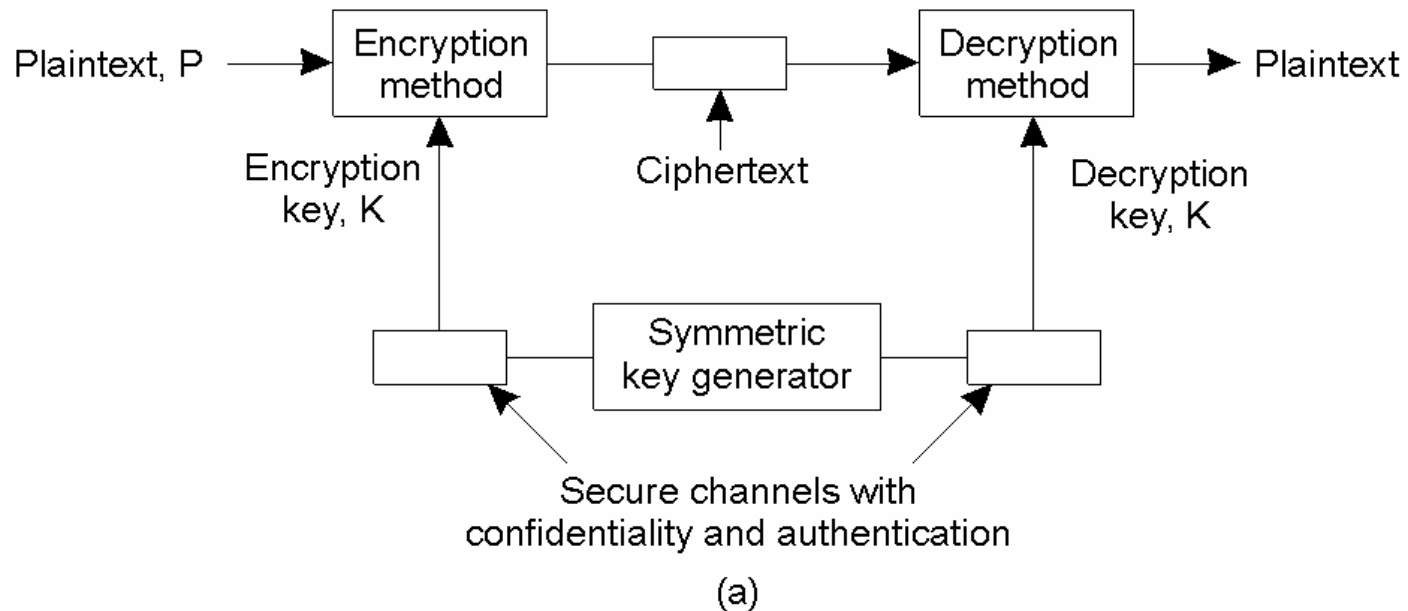 Plaintext, P
Encryption
method
Decryption
method
Plaintext
Encryption
key, K
Ciphertext
Decryption
key, K
Symmetric
key generator
Secure channels with
confidentiality and authentication
(a)